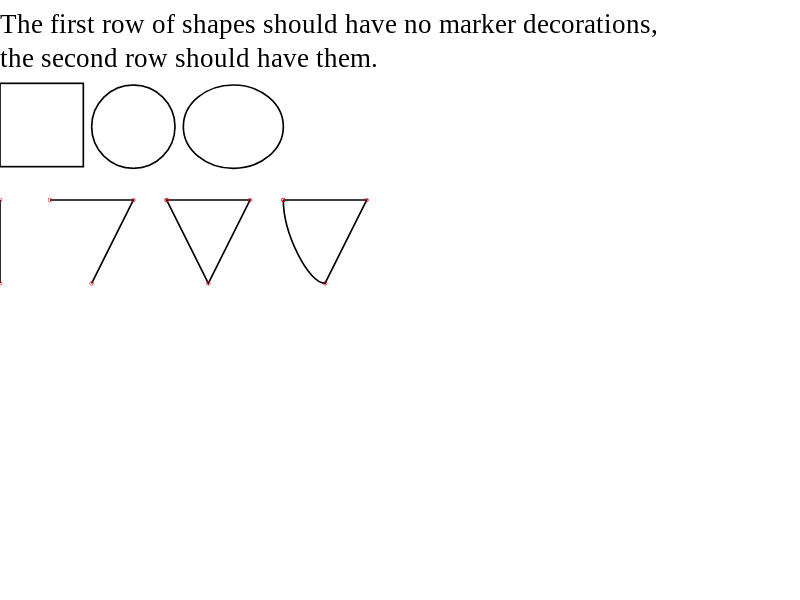 The first row of shapes should have no marker decorations,
the second row should have them.